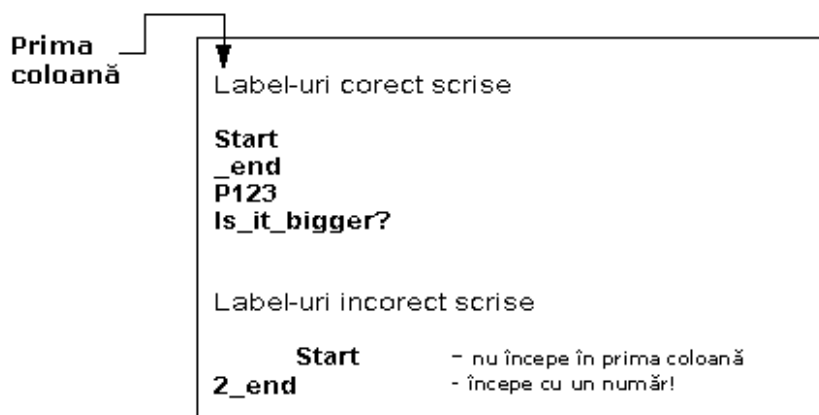 Prima
coloană
Label-uri corect scrise
Start
_end
P123
Is_it_bigger?
Label-uri incorect scrise
Start - nu începe în prima coloană
2_end - începe cu un număr!